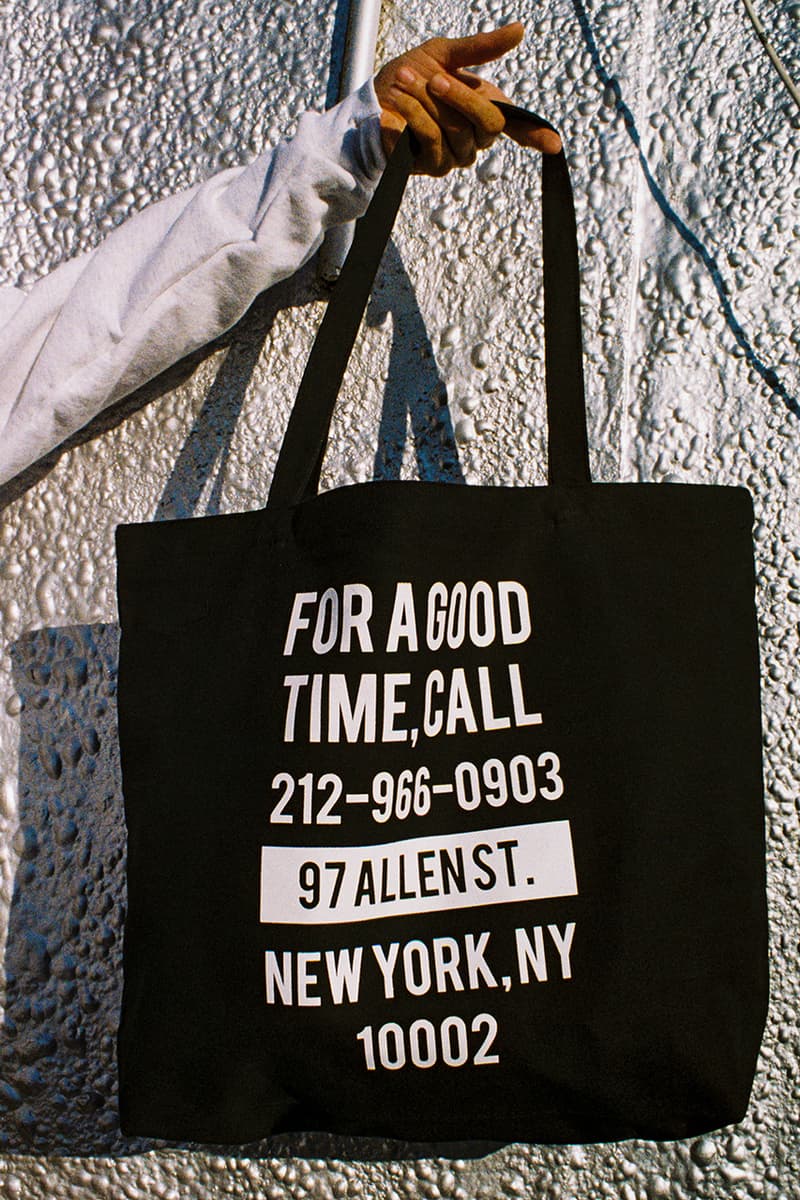 FOR A GOOD
TIME, CALL
212-966-0903
97 ALLEN ST.
NEW YORK, NY
10002